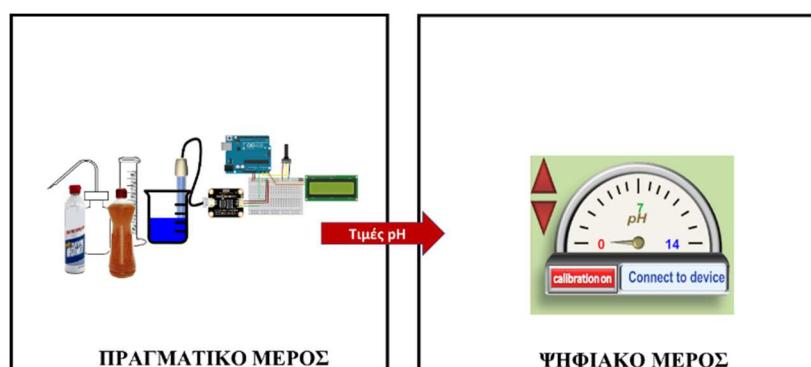 Τιμές pH
7
pH
0
14
calibration on
Connect to device
ΠΡΑΓΜΑΤΙΚΟ ΜΕΡΟΣ
ΨΗΦΙΑΚΟ ΜΕΡΟΣ